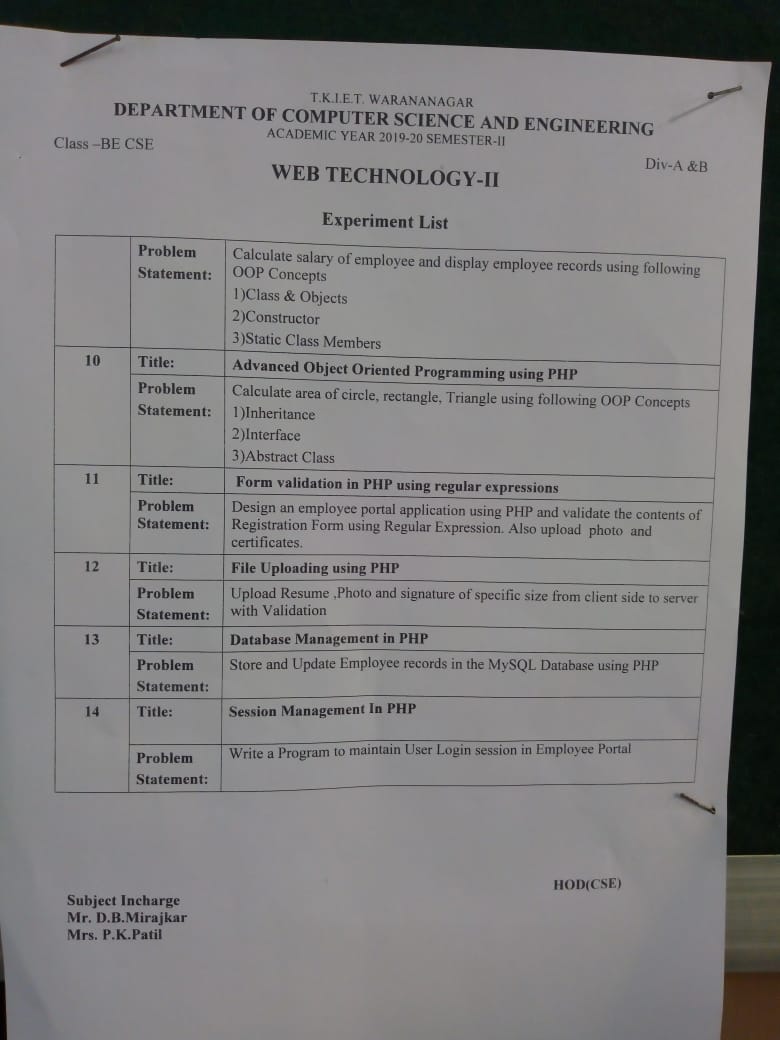 T.K.I.E.T. WARANANAGAR
DEPARTMENT OF COMPUTER SCIENCE AND ENGINEERING
ACADEMIC YEAR 2019-20 SEMESTER-II
Class –BE CSE
Div-A &B
WEB TECHNOLOGY-II
Experiment List
Problem
Statement:
Calculate salary of employee and display employee records using following
OOP Concepts
1)Class & Objects
2)Constructor
3)Static Class Members
10
Title:
Advanced Object Oriented Programming using PHP
Problem
Statement:
Calculate area of circle, rectangle, Triangle using following OOP Concepts
1)Inheritance
2)Interface
3)Abstract Class
11
Title:
Form validation in PHP using regular expressions
Problem
Statement:
Design an employee portal application using PHP and validate the contents of
Registration Form using Regular Expression. Also upload photo and
certificates.
12
Title:
File Uploading using PHP
Problem
Statement:
Upload Resume ,Photo and signature of specific size from client side to server
with Validation
13
Title:
Database Management in PHP
Problem
Statement:
Store and Update Employee records in the MySQL Database using PHP
14
Title:
Session Management In PHP
Problem
Statement:
Write a Program to maintain User Login session in Employee Portal
HOD(CSE)
Subject Incharge
Mr. D.B.Mirajkar
Mrs. P.K.Patil